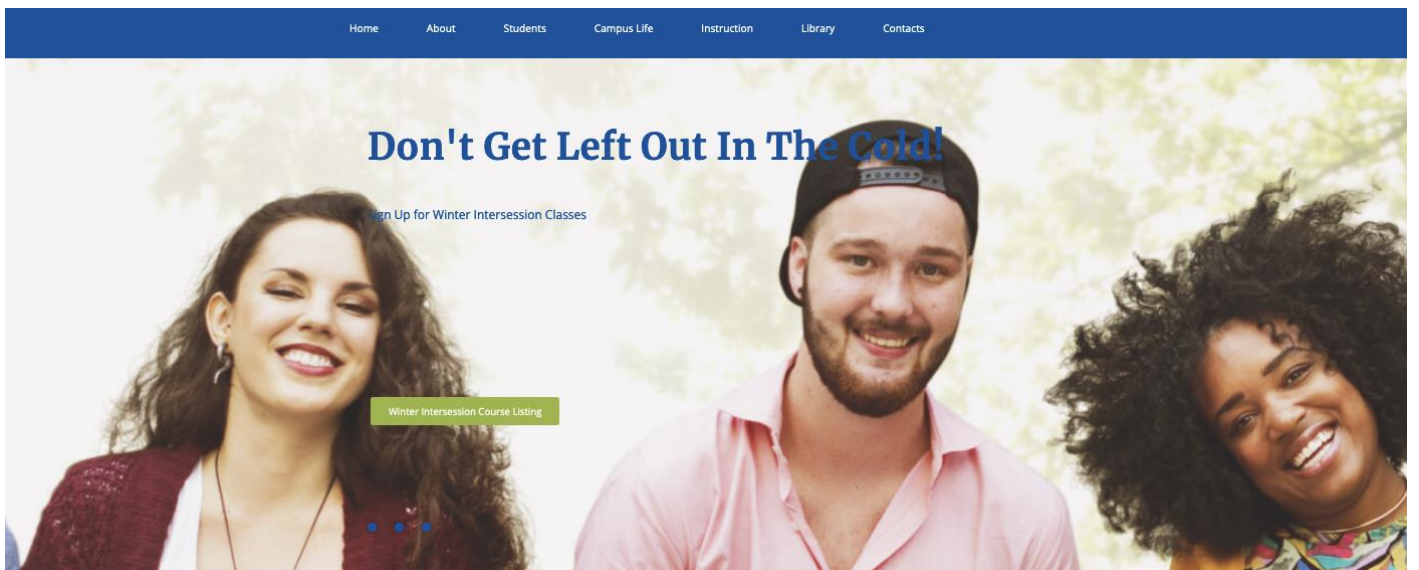 Home About Students Campus Life Instruction Library Contacts
Don't Get Left Out In The Cold!
Sign Up for Winter Intersession Classes
Winter Intersession Course Listing